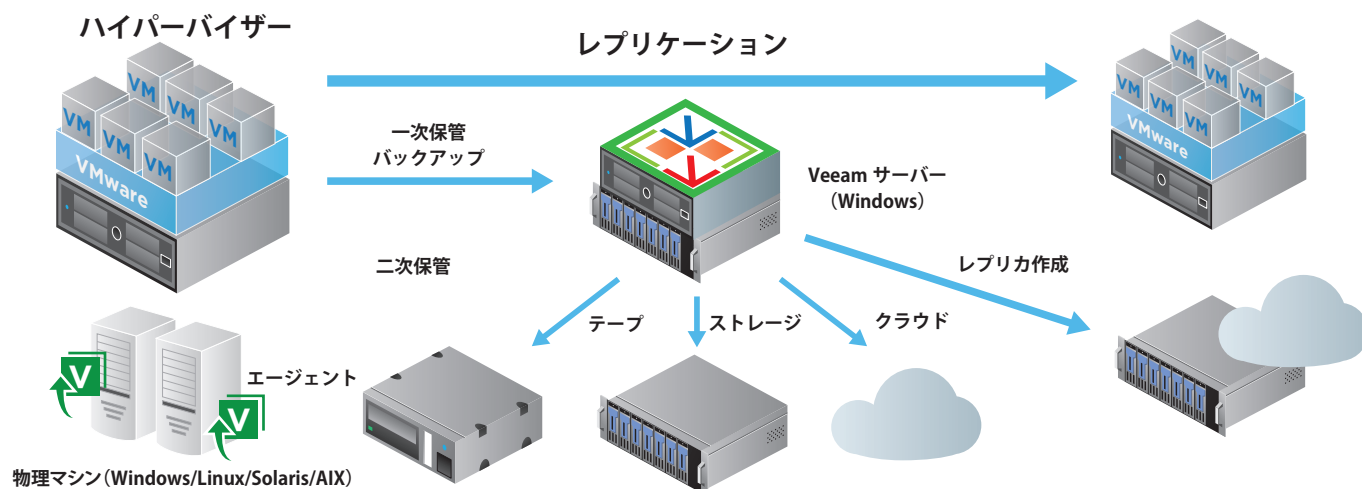 ハイパーバイザー
レプリケーション
VM
VM
VM
VM
VM
VM
VMware
VM
VM
VM
VM
VM
VM
VMware
一次保管
バックアップ
Veeam サーバー
（Windows）
二次保管
レプリカ作成
テープ
ストレージ
クラウド
V
V
エージェント
物理マシン（Windows/Linux/Solaris/AIX）